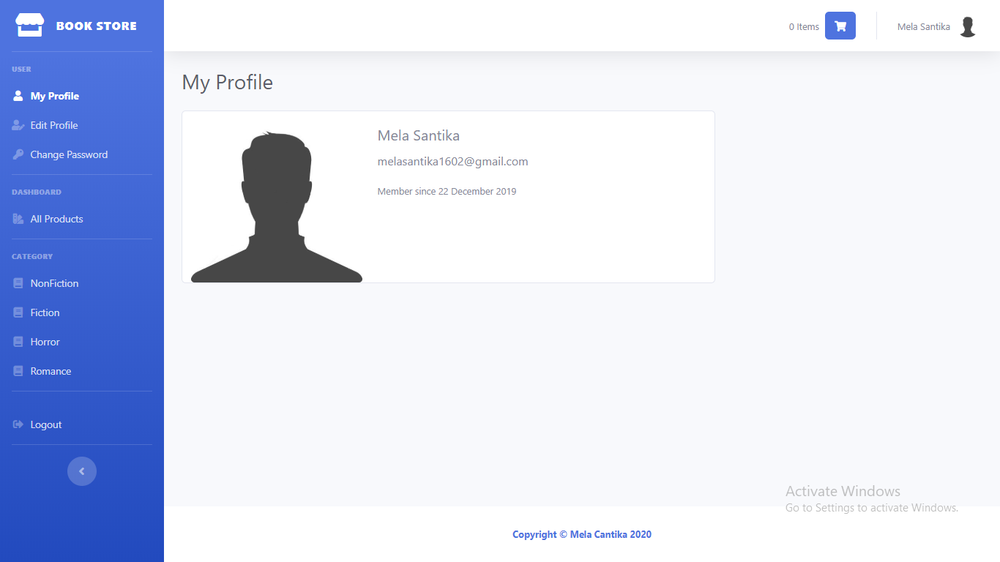 BOOK STORE
USER
My Profile
Edit Profile
Change Password
DASHBOARD
All Products
CATEGORY
NonFiction
Fiction
Horror
Romance
Logout
0 Items
Mela Santika
My Profile
Mela Santika
melasantika1602@gmail.com
Member since 22 December 2019
Activate Windows
Go to Settings to activate Windows.
Copyright © Mela Cantika 2020